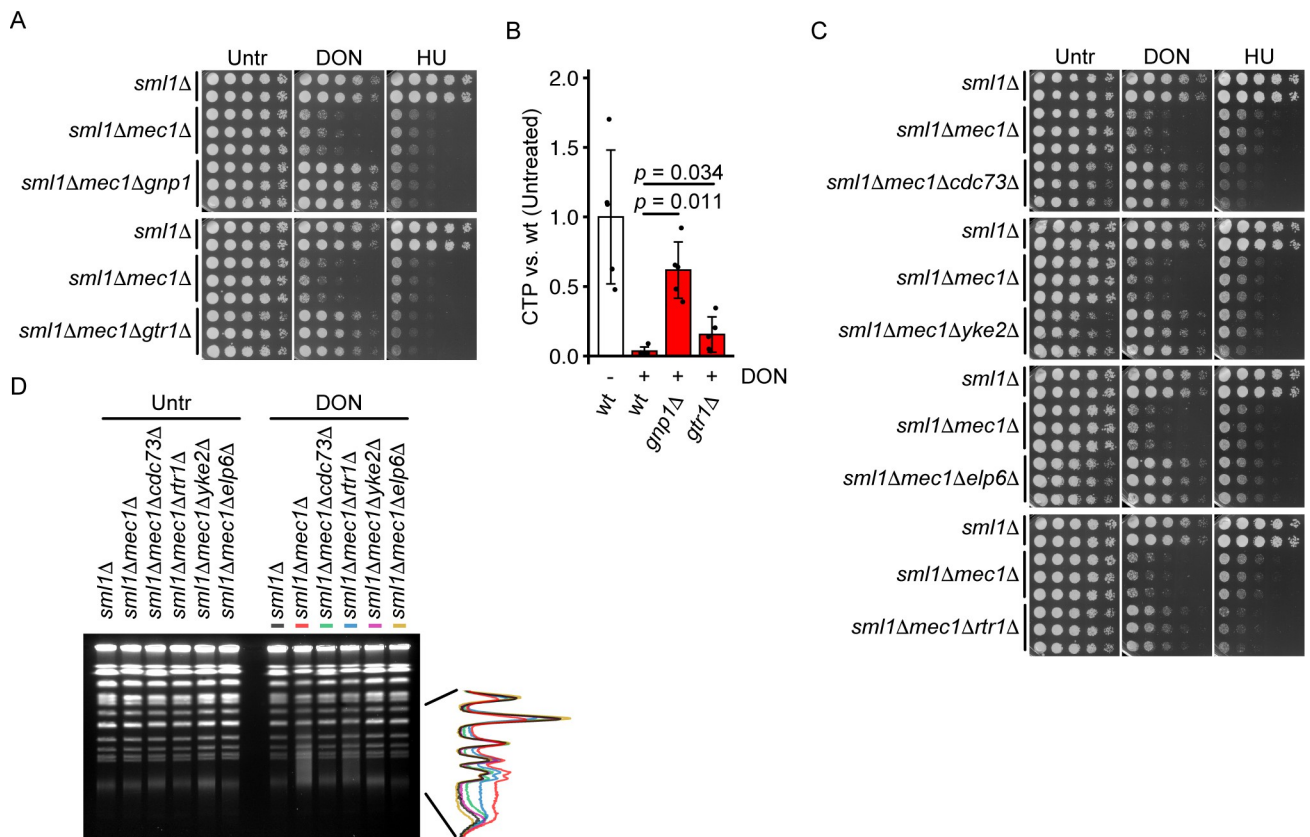 A
Untr DON HU
sml1Δ
sml1Δmec1Δ
sml1Δmec1Δgnp1
sml1Δ
sml1Δmec1Δ
sml1Δmec1Δgtr1Δ
B
CTP vs. wt (Untreated)
2.0
1.5
1.0
0.5
0.0
p = 0.034
p = 0.011
- + + + DON
wt wt gnp1Δ gtr1Δ
C
Untr DON HU
sml1Δ
sml1Δmec1Δ
sml1Δmec1Δcdc73Δ
sml1Δ
sml1Δmec1Δ
sml1Δmec1Δyke2Δ
sml1Δ
sml1Δmec1Δ
sml1Δmec1Δelp6Δ
sml1Δ
sml1Δmec1Δ
sml1Δmec1Δrtr1Δ
D
Untr DON
sml1Δ
sml1Δmec1Δ
sml1Δmec1Δcdc73Δ
sml1Δmec1Δrtr1Δ
sml1Δmec1Δyke2Δ
sml1Δmec1Δelp6Δ
sml1Δ
sml1Δmec1Δ
sml1Δmec1Δcdc73Δ
sml1Δmec1Δrtr1Δ
sml1Δmec1Δyke2Δ
sml1Δmec1Δelp6Δ